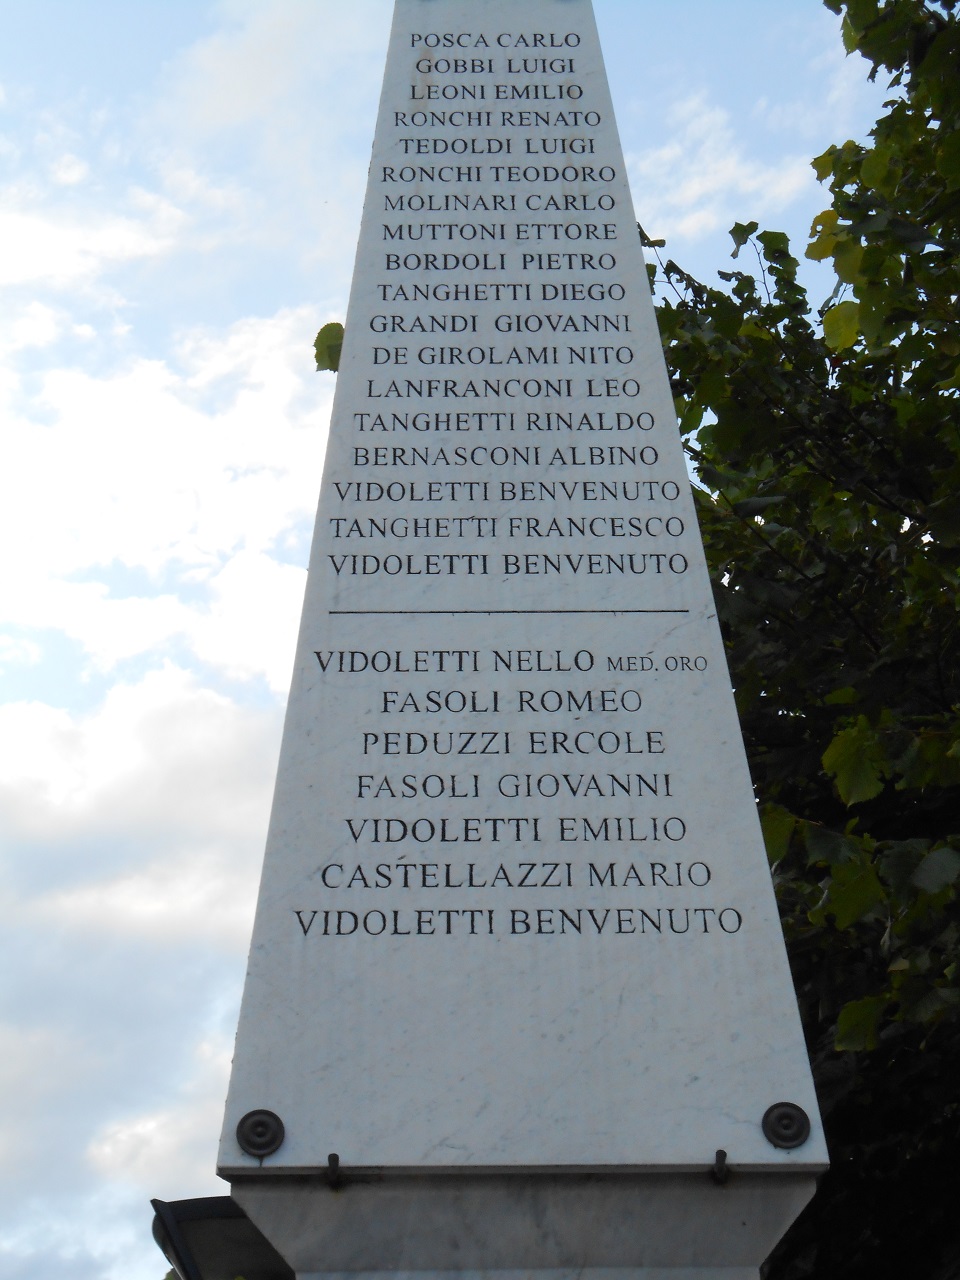 POSCA CARLO
GOBBI LUIGI
LEONI EMILIO
RONCHI RENATO
TEDOLDI LUIGI
RONCHI TEODORO
MOLINARI CARLO
MUTTONI ETTORE
BORDOLI PIETRO
TANGHETTI DIEGO
GRANDI GIOVANNI
DE GIROLAMI NITO
LANFRANCONI LEO
TANGHETTI RINALDO
BERNASCONI ALBINO
VIDOLETTI BENVENUTO
TANGHETTI FRANCESCO
VIDOLETTI BENVENUTO
VIDOLETTI NELLO MED. ORO
FASOLI ROMEO
PEDUZZI ERCOLE
FASOLI GIOVANNI
VIDOLETTI EMILIO
CASTELLAZZI MARIO
VIDOLETTI BENVENUTO